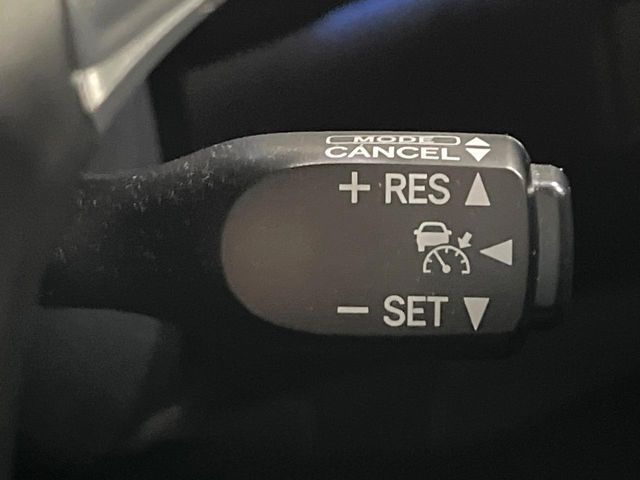 MODE
CANCEL
+ RES
− SET